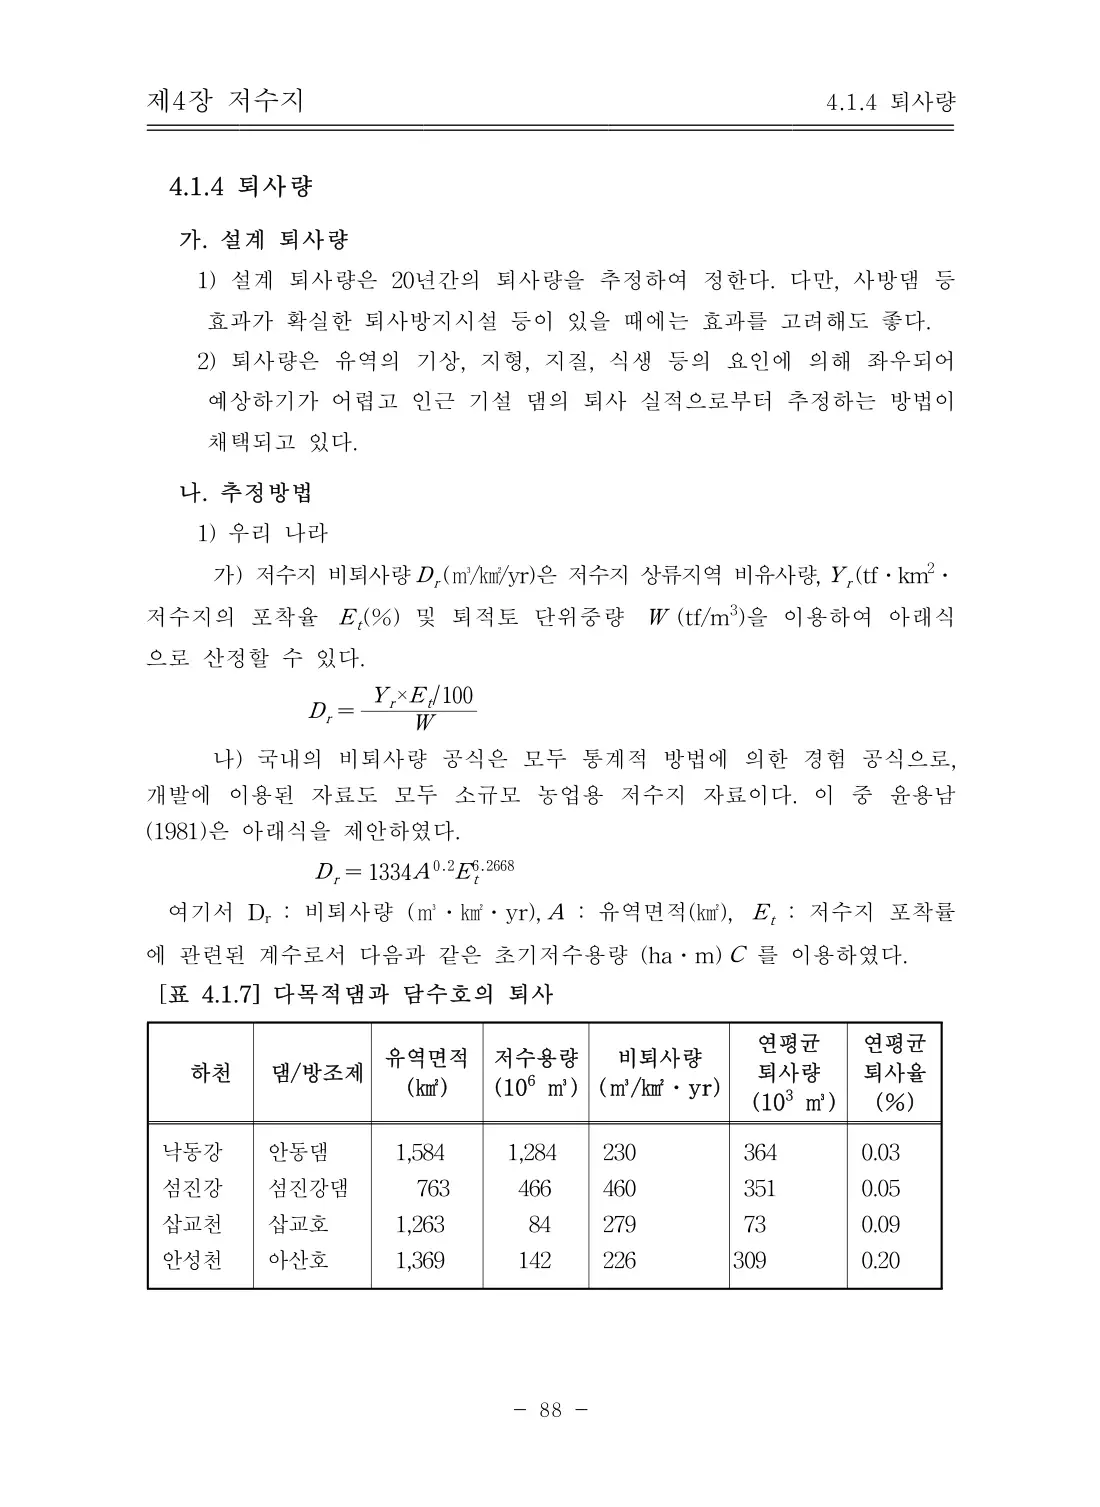 제4장 저수지 4.1.4 퇴사량
4.1.4 퇴사량
가. 설계 퇴사량
1) 설계 퇴사량은 20년간의 퇴사량을 추정하여 정한다. 다만, 사방댐 등
효과가 확실한 퇴사방지시설 등이 있을 때에는 효과를 고려해도 좋다.
2) 퇴사량은 유역의 기상, 지형, 지질, 식생 등의 요인에 의해 좌우되어
예상하기가 어렵고 인근 기설 댐의 퇴사 실적으로부터 추정하는 방법이
채택되고 있다.
나. 추정방법
1) 우리 나라
가) 저수지 비퇴사량 D_r(㎥/㎢/yr)은 저수지 상류지역 비유사량, Y_r(tf・km²・
저수지의 포착율 E_t(%) 및 퇴적토 단위중량 W (tf/m³)을 이용하여 아래식
으로 산정할 수 있다.
D_r = Y_r×E_t/100 / W
나) 국내의 비퇴사량 공식은 모두 통계적 방법에 의한 경험 공식으로,
개발에 이용된 자료도 모두 소규모 농업용 저수지 자료이다. 이 중 윤용남
(1981)은 아래식을 제안하였다.
D_r = 1334A^0.2 E_t^6.2668
여기서 D_r : 비퇴사량 (㎥・㎢・yr), A : 유역면적(㎢), E_t : 저수지 포착률
에 관련된 계수로서 다음과 같은 초기저수용량 (ha・m) C 를 이용하였다.
[표 4.1.7] 다목적댐과 담수호의 퇴사
하천 댐/방조제 유역면적 (㎢) 저수용량 (10⁶ ㎥) 비퇴사량 (㎥/㎢・yr) 연평균 퇴사량 (10³ ㎥) 연평균 퇴사율 (%)
낙동강 안동댐 1,584 1,284 230 364 0.03
섬진강 섬진강댐 763 466 460 351 0.05
삽교천 삽교호 1,263 84 279 73 0.09
안성천 아산호 1,369 142 226 309 0.20
- 88 -